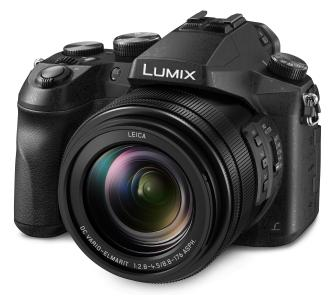 LUMIX
LEICA
DC VARIO-ELMARIT 1:2.8-4.5/8.8-176 ASPH.
L